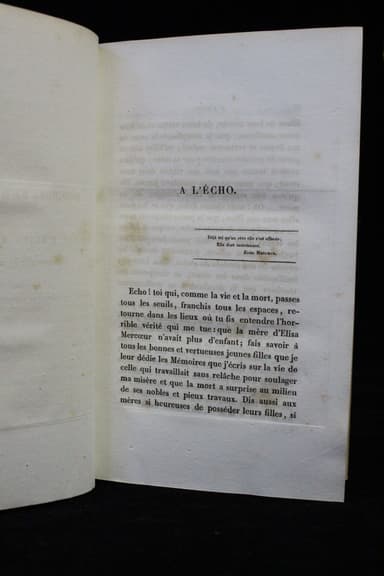 A L'ÉCHO.
Elisa Mercœur.
Echo! toi qui, comme la vie et la mort, passes
tous les seuils, franchis tous les espaces, re-
tourne dans les lieux où tu fis entendre l'hor-
rible vérité qui me tue: que la mère d'Elisa
Mercœur n'avait plus d'enfant; fais savoir à
tous les bonnes et vertueuses jeunes filles que je
leur dédie les Mémoires que j'écris sur la vie de
celle qui travaillait sans relâche pour soulager
ma misère et que la mort a surprise au milieu
de ses nobles et pieux travaux. Dis aussi aux
mères si heureuses de posséder leurs filles, si